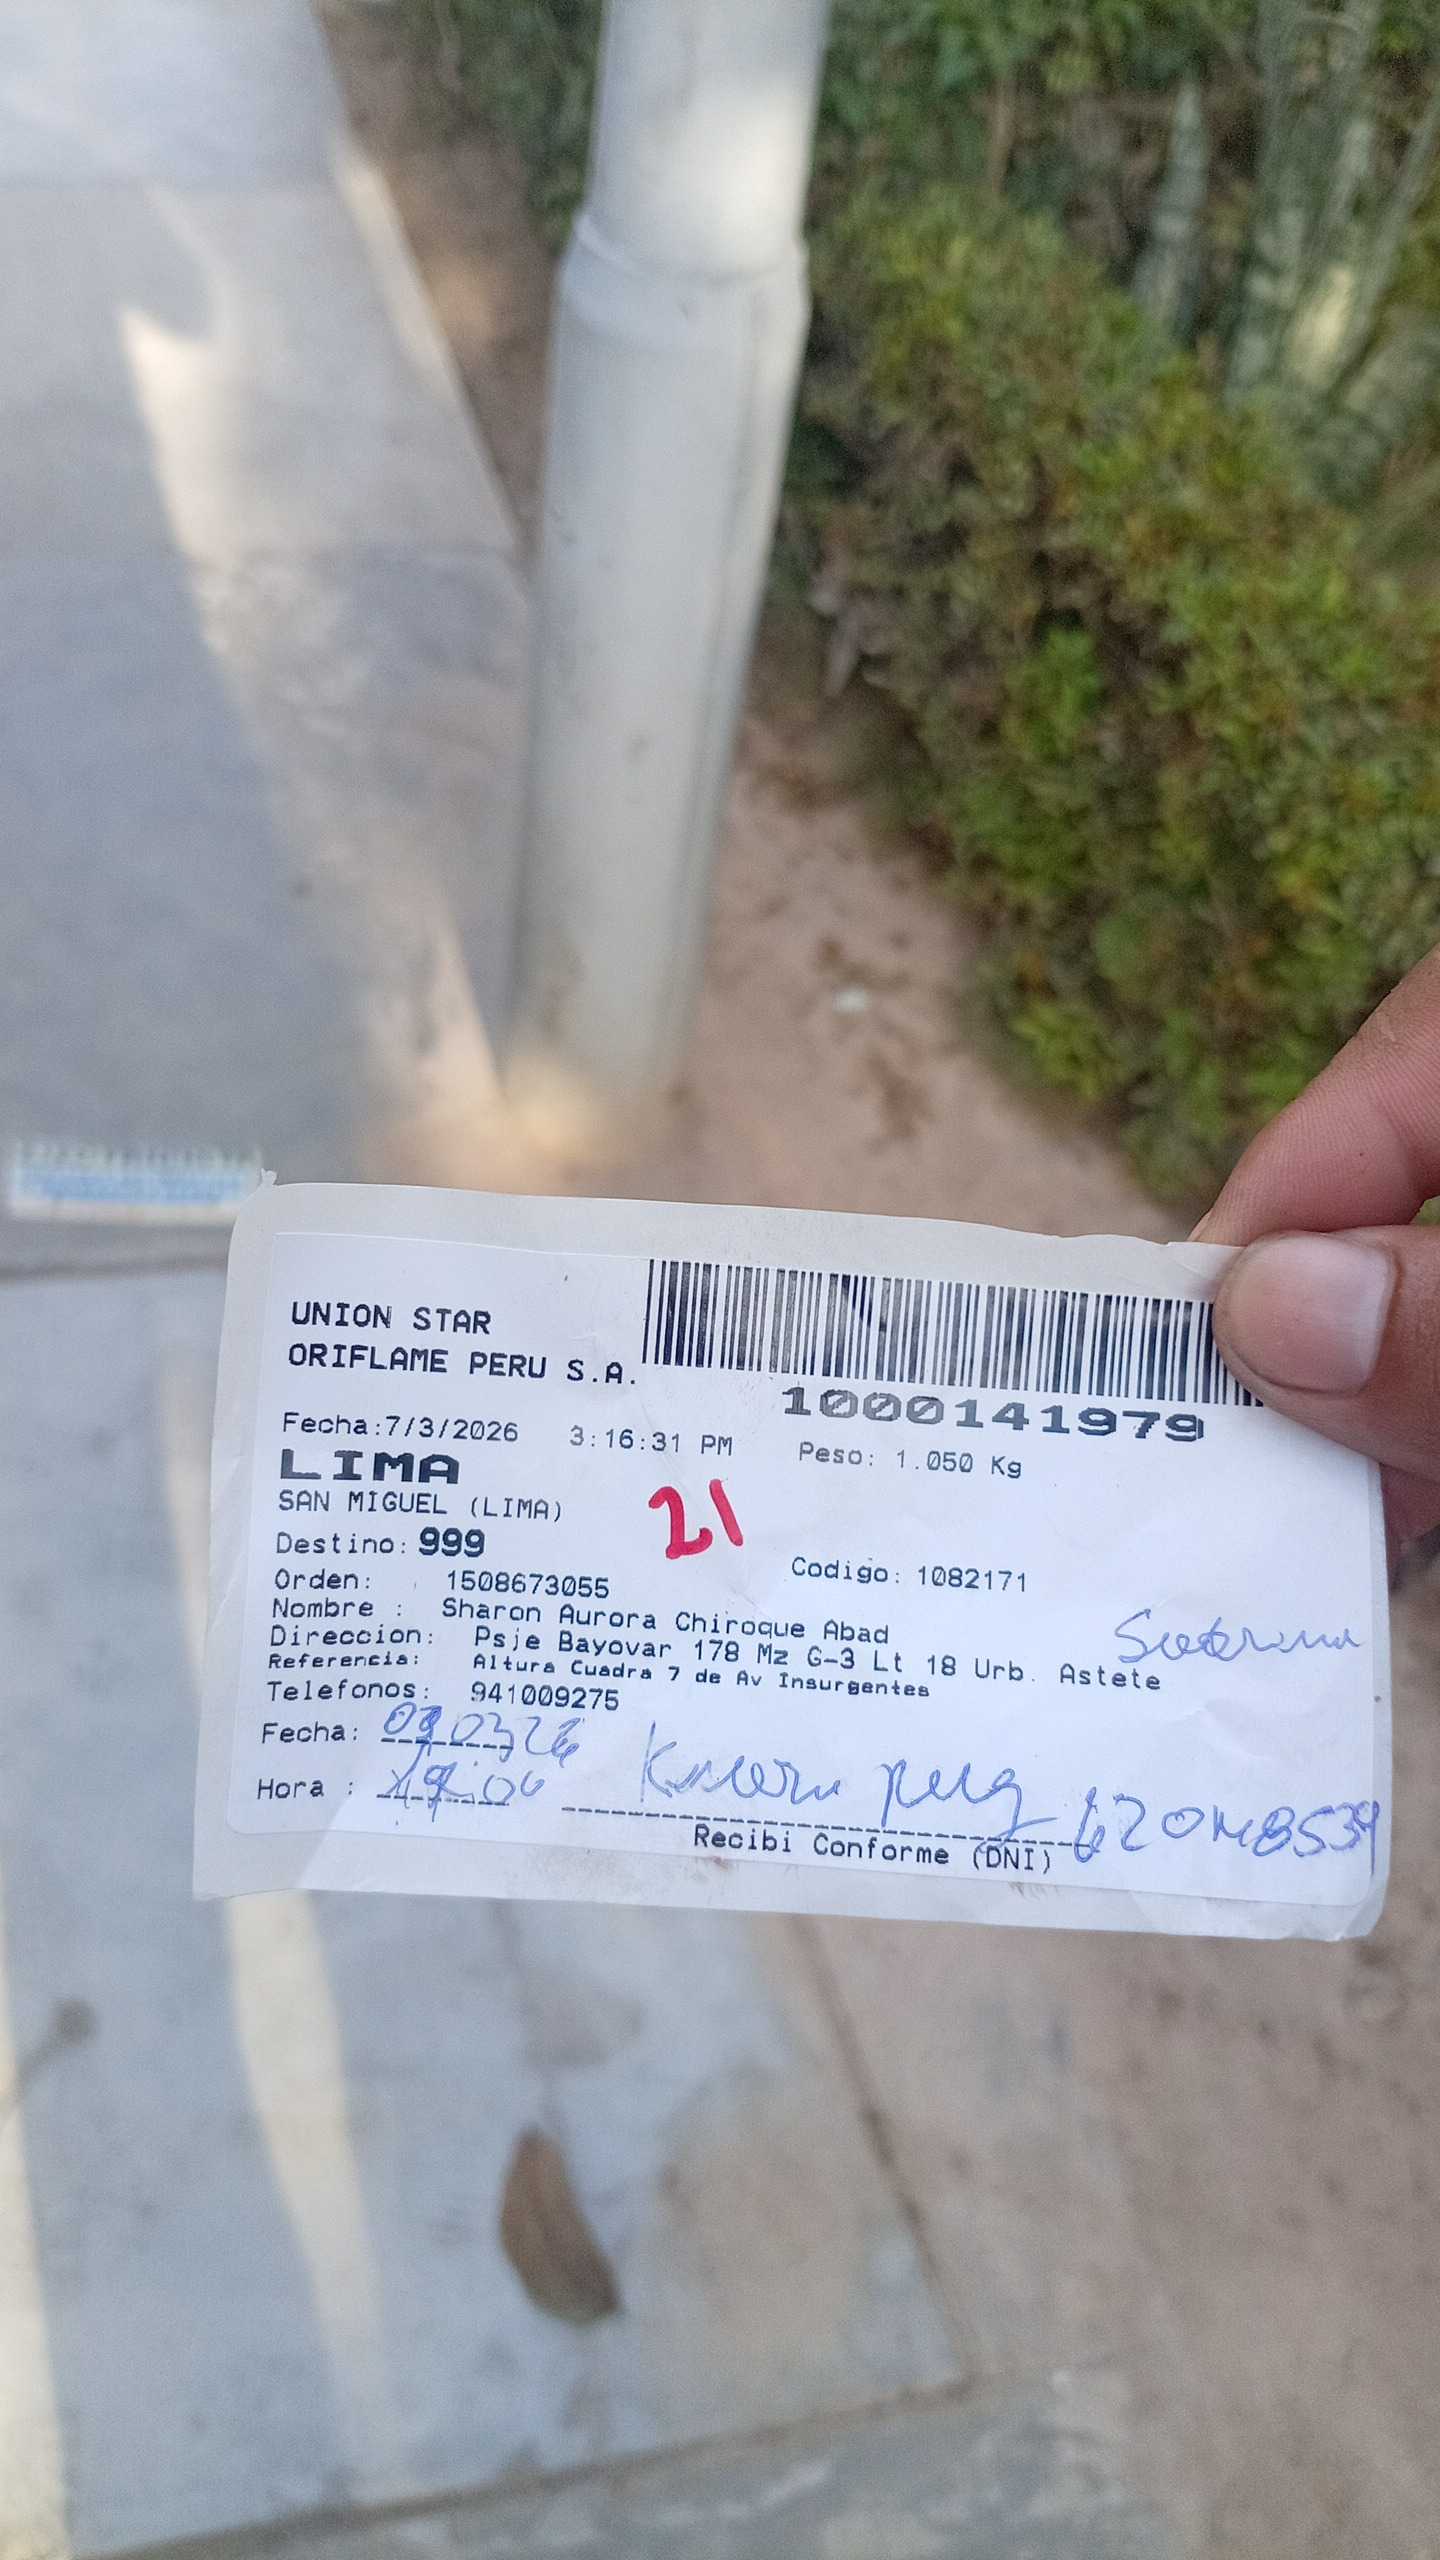 UNION STAR
ORIFLAME PERU S.A.
1000141979
Fecha:7/3/2026 3:16:31 PM Peso: 1.050 Kg
LIMA
SAN MIGUEL (LIMA)
21
Destino: 999
Codigo: 1082171
Orden: 1508673055
Nombre : Sharon Aurora Chiroque Abad
Direccion: Psje Bayovar 178 Mz G-3 Lt 18 Urb. Astete
Referencia: Altura Cuadra 7 de Av Insurgentes
Telefonos: 941009275
Fecha:
Hora :
Recibi Conforme (DNI)